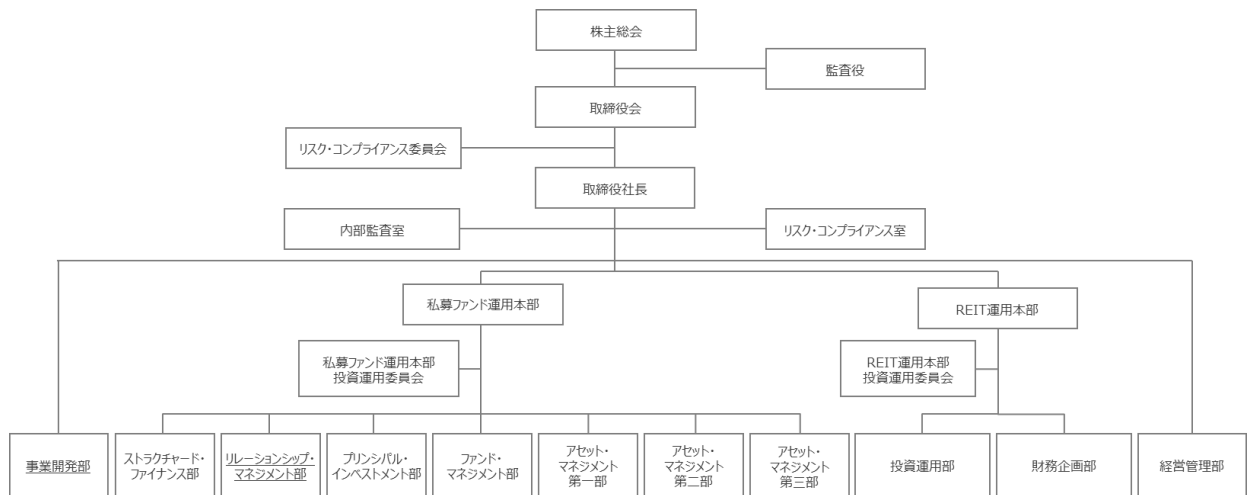 株主総会
監査役
取締役会
リスク・コンプライアンス委員会
取締役社長
内部監査室
リスク・コンプライアンス室
私募ファンド運用本部
REIT運用本部
私募ファンド運用本部
投資運用委員会
REIT運用本部
投資運用委員会
事業開発部
ストラクチャード・
ファイナンス部
リレーションシップ・
マネジメント部
プリンシパル・
インベストメント部
ファンド・
マネジメント部
アセット・
マネジメント
第一部
アセット・
マネジメント
第二部
アセット・
マネジメント
第三部
投資運用部
財務企画部
経営管理部